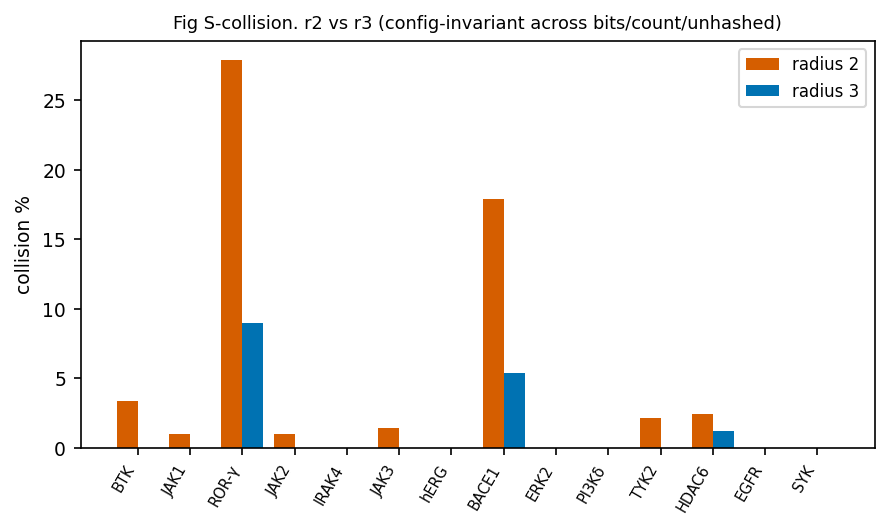 Fig S-collision. r2 vs r3 (config-invariant across bits/count/unhashed)
radius 2
radius 3
collision %
25
20
15
10
5
0
BTK
JAK1
ROR-γ
JAK2
IRAK4
JAK3
hERG
BACE1
ERK2
PI3Kδ
TYK2
HDAC6
EGFR
SYK